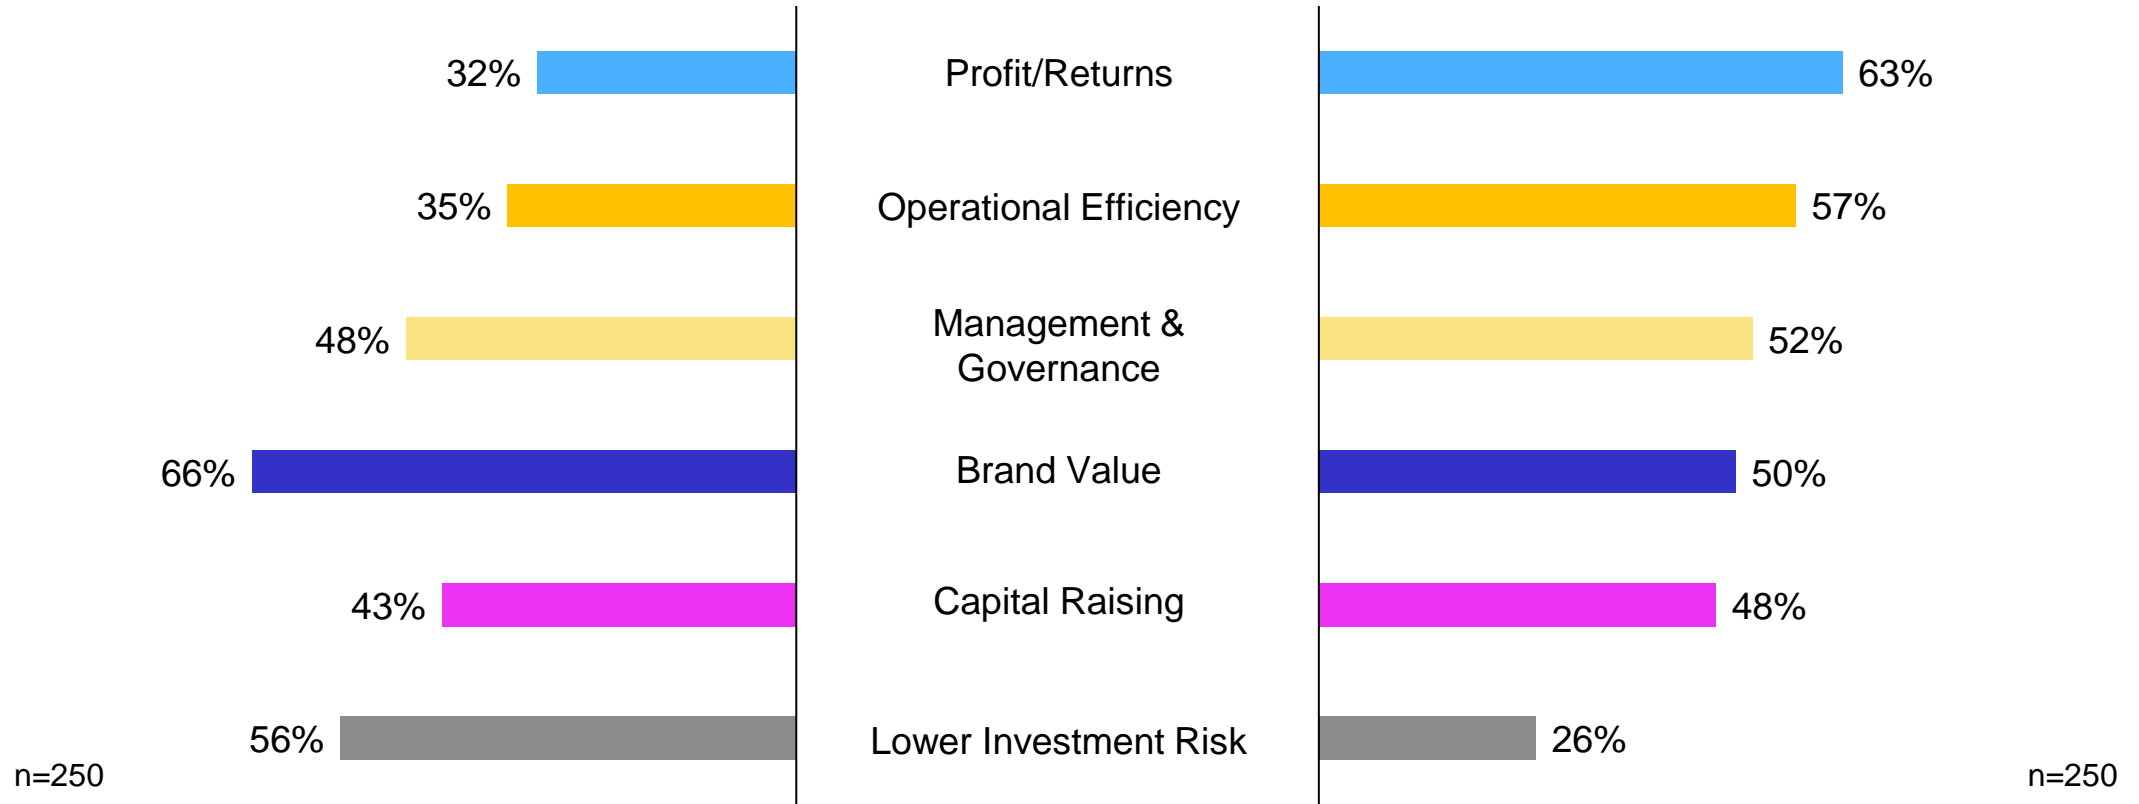 32%
Profit/Returns
63%
35%
Operational Efficiency
57%
48%
Management &
Governance
52%
66%
Brand Value
50%
43%
Capital Raising
48%
56%
Lower Investment Risk
26%
n=250
n=250